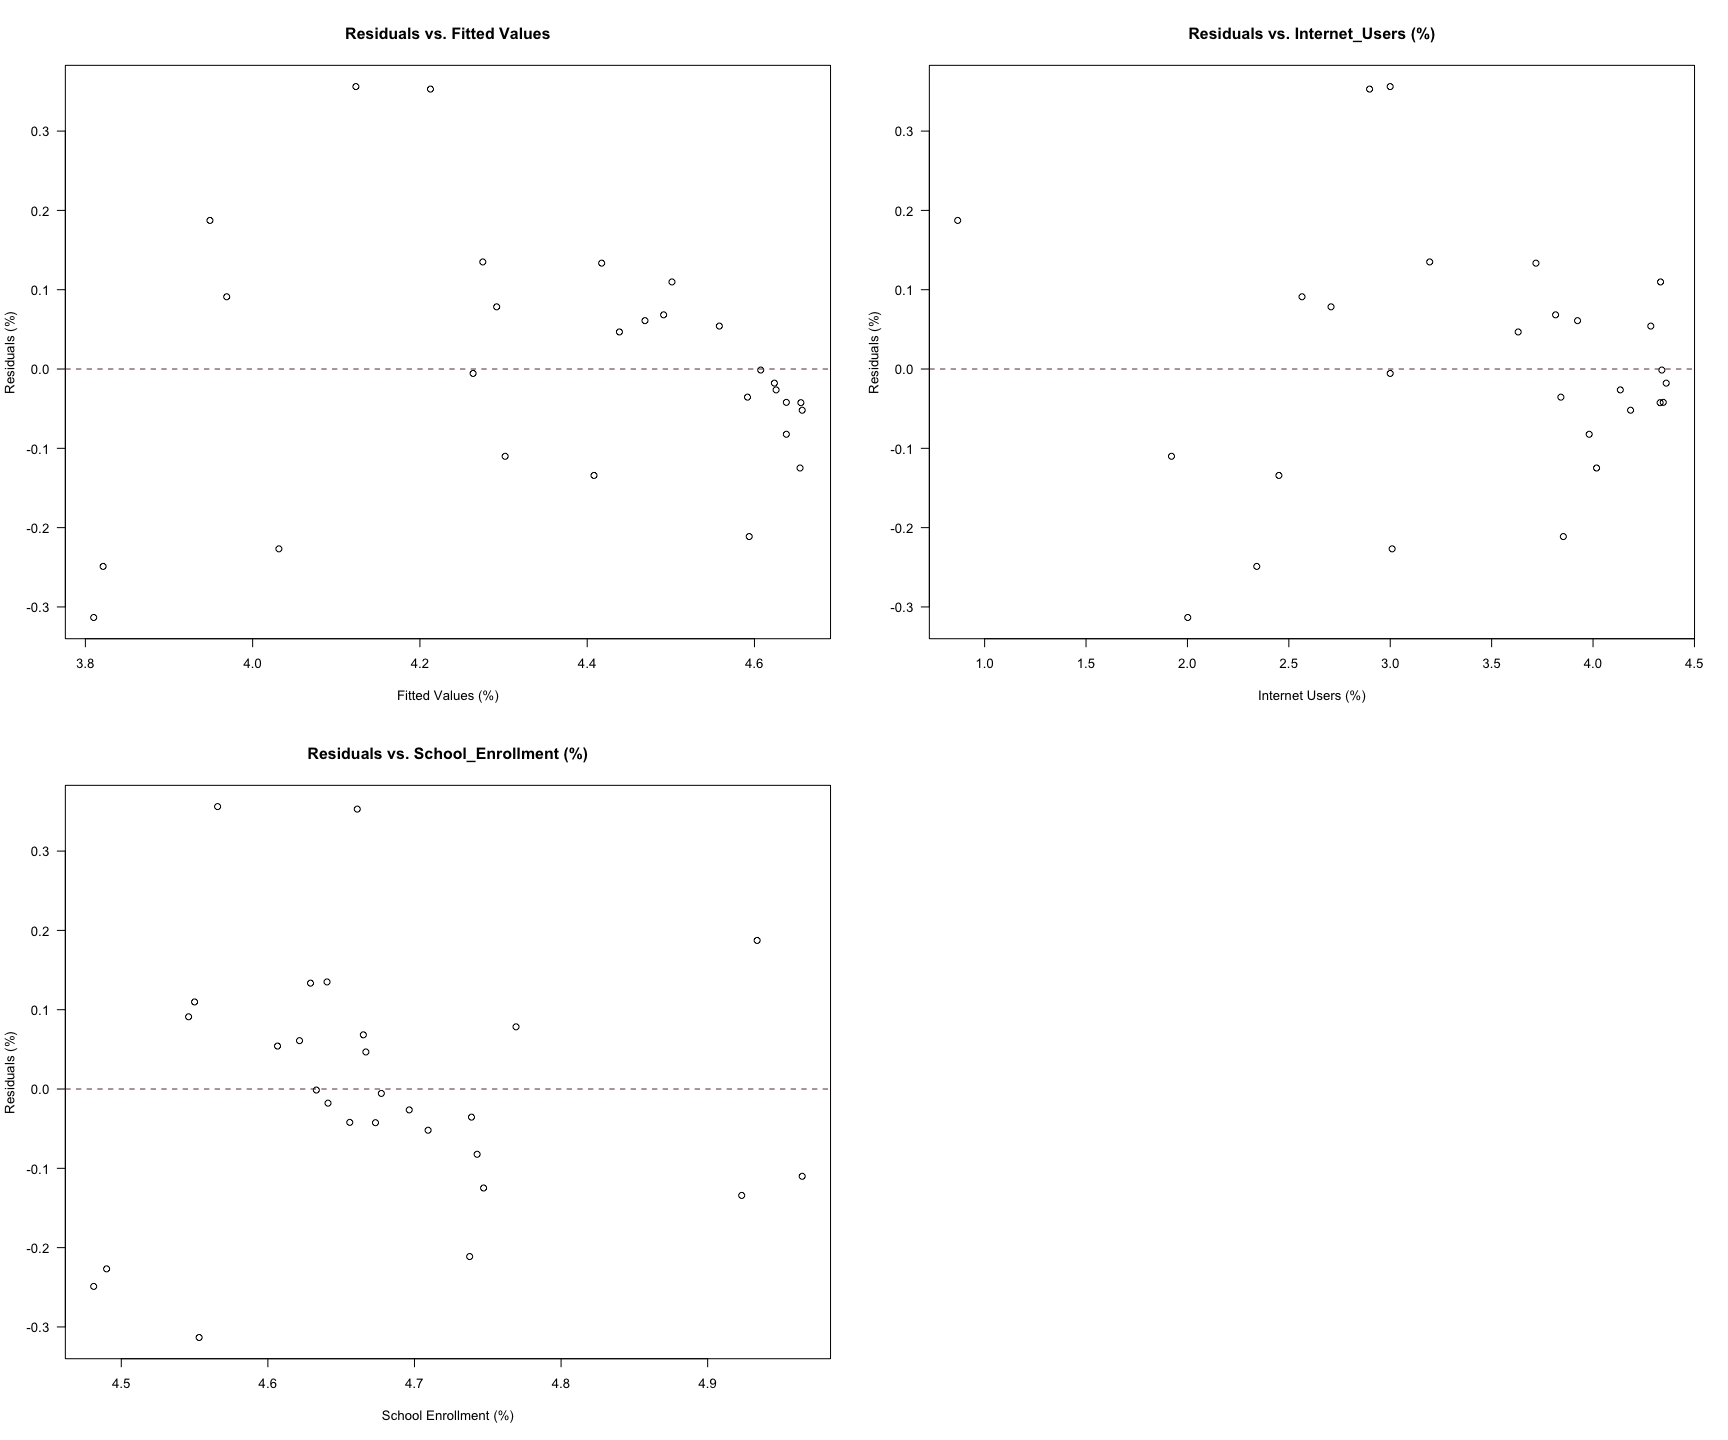 Residuals vs. Fitted Values
Residuals (%)
0.3
0.2
0.1
0.0
-0.1
-0.2
-0.3
3.8 4.0 4.2 4.4 4.6
Fitted Values (%)
Residuals vs. Internet_Users (%)
Residuals (%)
0.3
0.2
0.1
0.0
-0.1
-0.2
-0.3
1.0 1.5 2.0 2.5 3.0 3.5 4.0 4.5
Internet Users (%)
Residuals vs. School_Enrollment (%)
Residuals (%)
0.3
0.2
0.1
0.0
-0.1
-0.2
-0.3
4.5 4.6 4.7 4.8 4.9
School Enrollment (%)